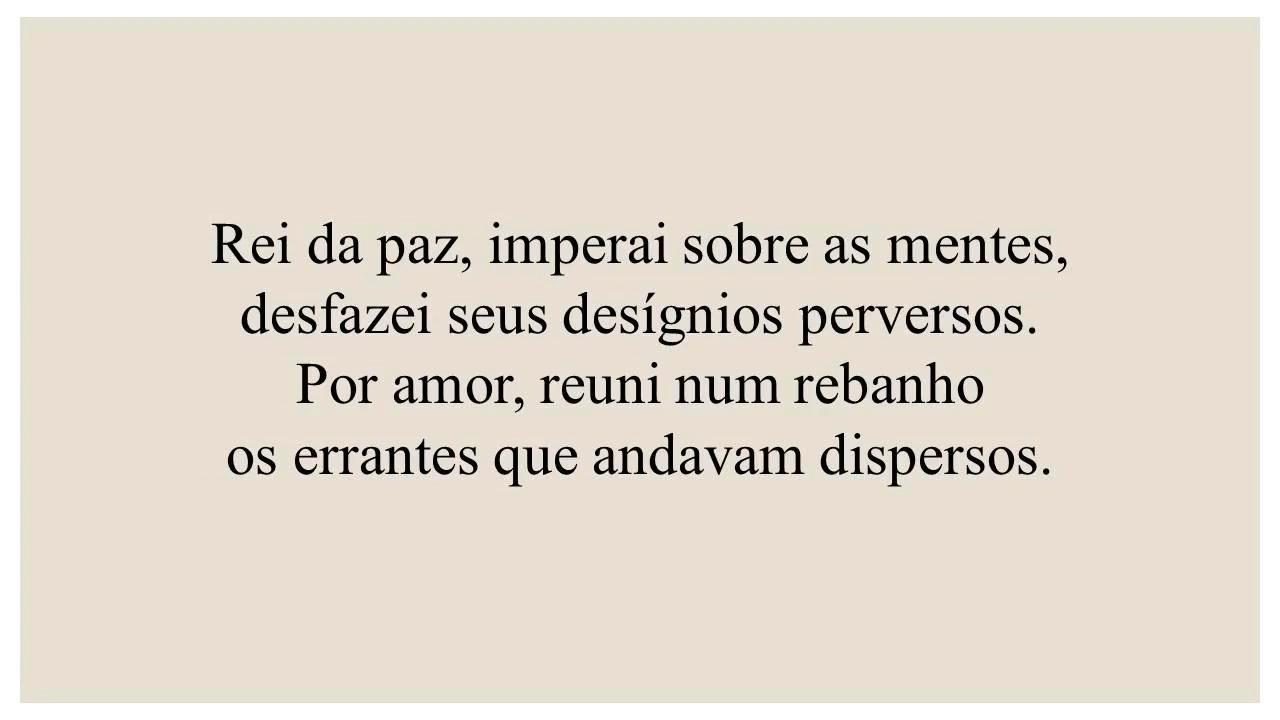 Rei da paz, imperai sobre as mentes,
desfazei seus desígnios perversos.
Por amor, reuni num rebanho
os errantes que andavam dispersos.